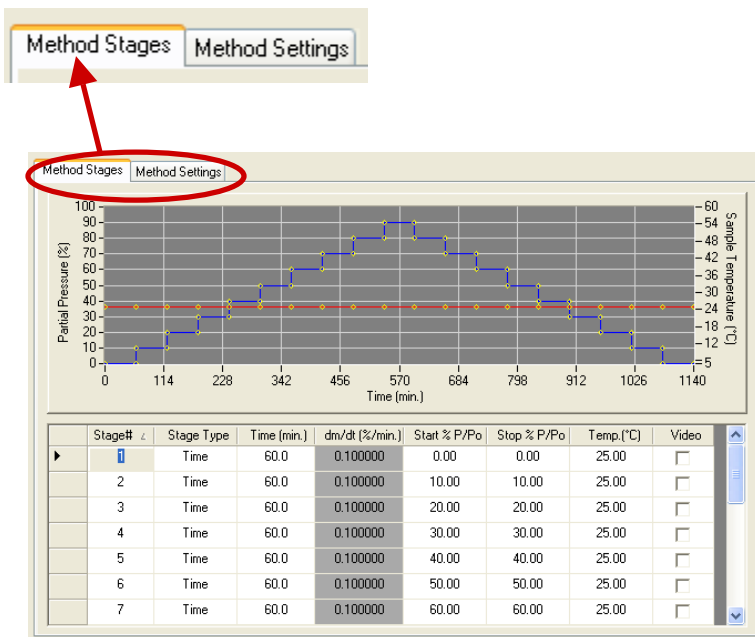 Method Stages Method Settings
Method Stages Method Settings
100 60
90 54
80 48
70 42
60 36
50 30
40 24
30 18
20 12
10
0 5
Partial Pressure (%)
Sample Temperature (°C)
0 114 228 342 456 570 684 798 912 1026 1140
Time (min.)
Stage# Stage Type Time (min.) dm/dt (%/min.) Start % P/Po Stop % P/Po Temp.(°C) Video
1 Time 60.0 0.100000 0.00 0.00 25.00
2 Time 60.0 0.100000 10.00 10.00 25.00
3 Time 60.0 0.100000 20.00 20.00 25.00
4 Time 60.0 0.100000 30.00 30.00 25.00
5 Time 60.0 0.100000 40.00 40.00 25.00
6 Time 60.0 0.100000 50.00 50.00 25.00
7 Time 60.0 0.100000 60.00 60.00 25.00